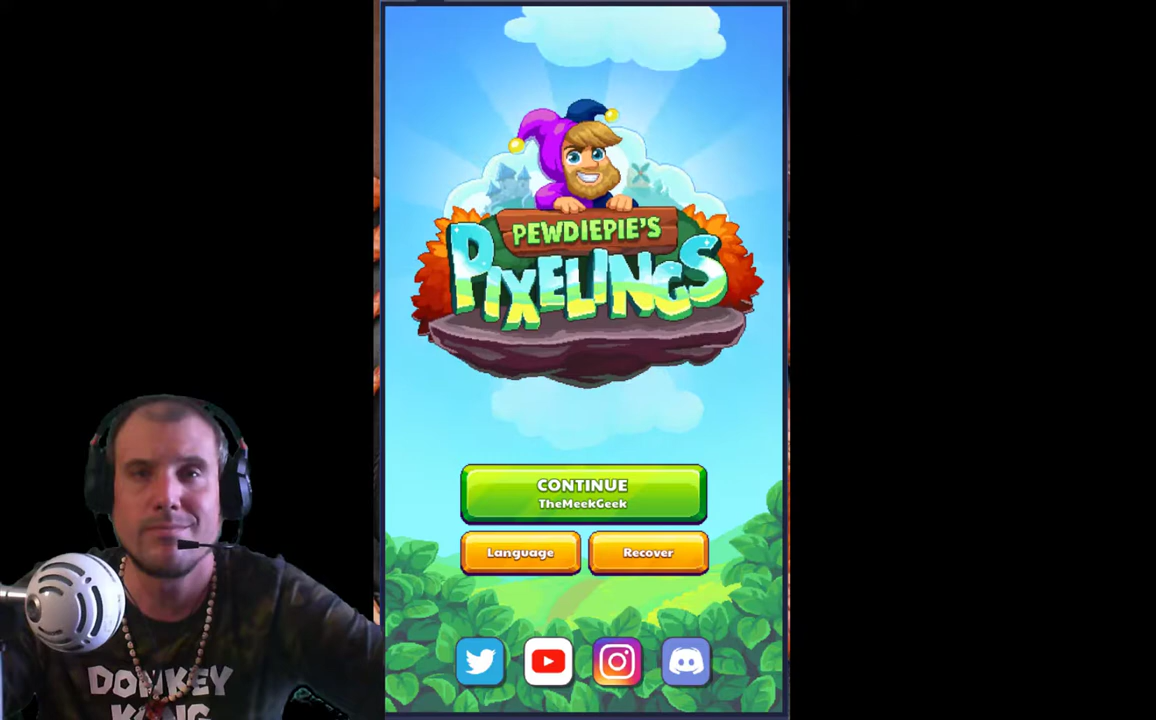 PEWDIEPIE'S
PIXELINGS
CONTINUE
TheMeekGeek
Language
Recover
DONKEY
KONG